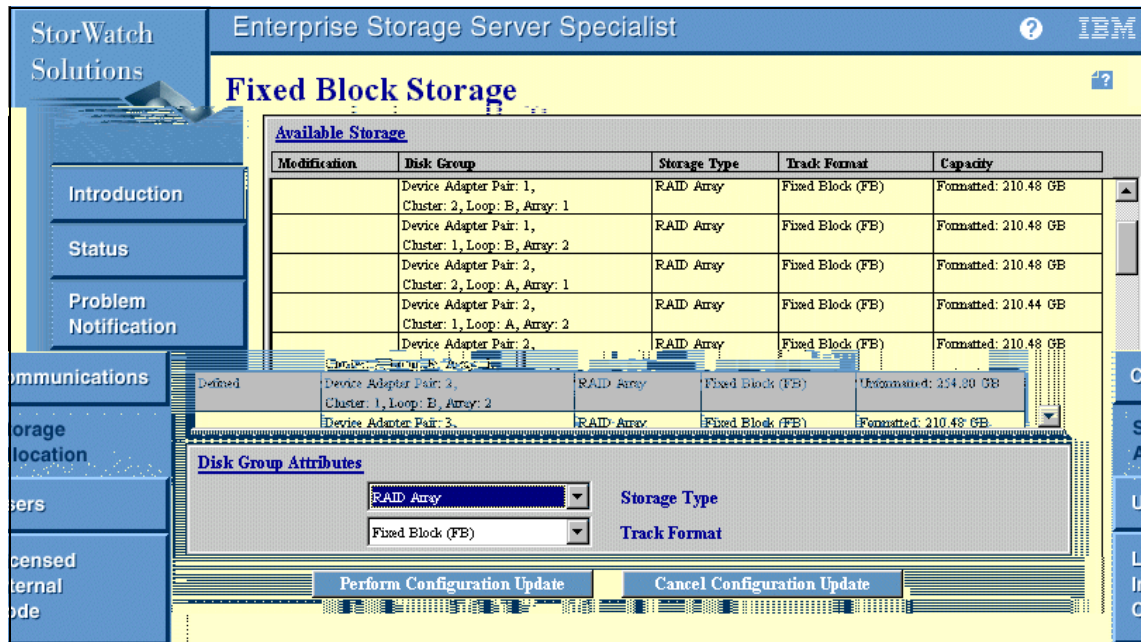 StorWatch
Solutions
Enterprise Storage Server Specialist
?
IBM
Fixed Block Storage
?
Available Storage
Modification Disk Group Storage Type Track Format Capacity
Device Adapter Pair: 1, RAID Array Fixed Block (FB) Formatted: 210.48 GB
Cluster: 2, Loop: B, Array: 1
Device Adapter Pair: 1, RAID Array Fixed Block (FB) Formatted: 210.48 GB
Cluster: 1, Loop: B, Array: 2
Device Adapter Pair: 2, RAID Array Fixed Block (FB) Formatted: 210.48 GB
Cluster: 2, Loop: A, Array: 1
Device Adapter Pair: 2, RAID Array Fixed Block (FB) Formatted: 210.44 GB
Cluster: 1, Loop: A, Array: 2
Device Adapter Pair: 2, RAID Array Fixed Block (FB) Formatted: 210.48 GB
Defined Device Adapter Pair: 2, RAID Array Fixed Block (FB) Unformatted: 254.80 GB
Cluster: 1, Loop: B, Array: 2
Device Adapter Pair: 3, RAID Array Fixed Block (FB) Formatted: 210.48 GB
Introduction
Status
Problem
Notification
ommunications
orage
location
sers
censed
ternal
ode
Disk Group Attributes
RAID Array Storage Type
Fixed Block (FB) Track Format
Perform Configuration Update Cancel Configuration Update